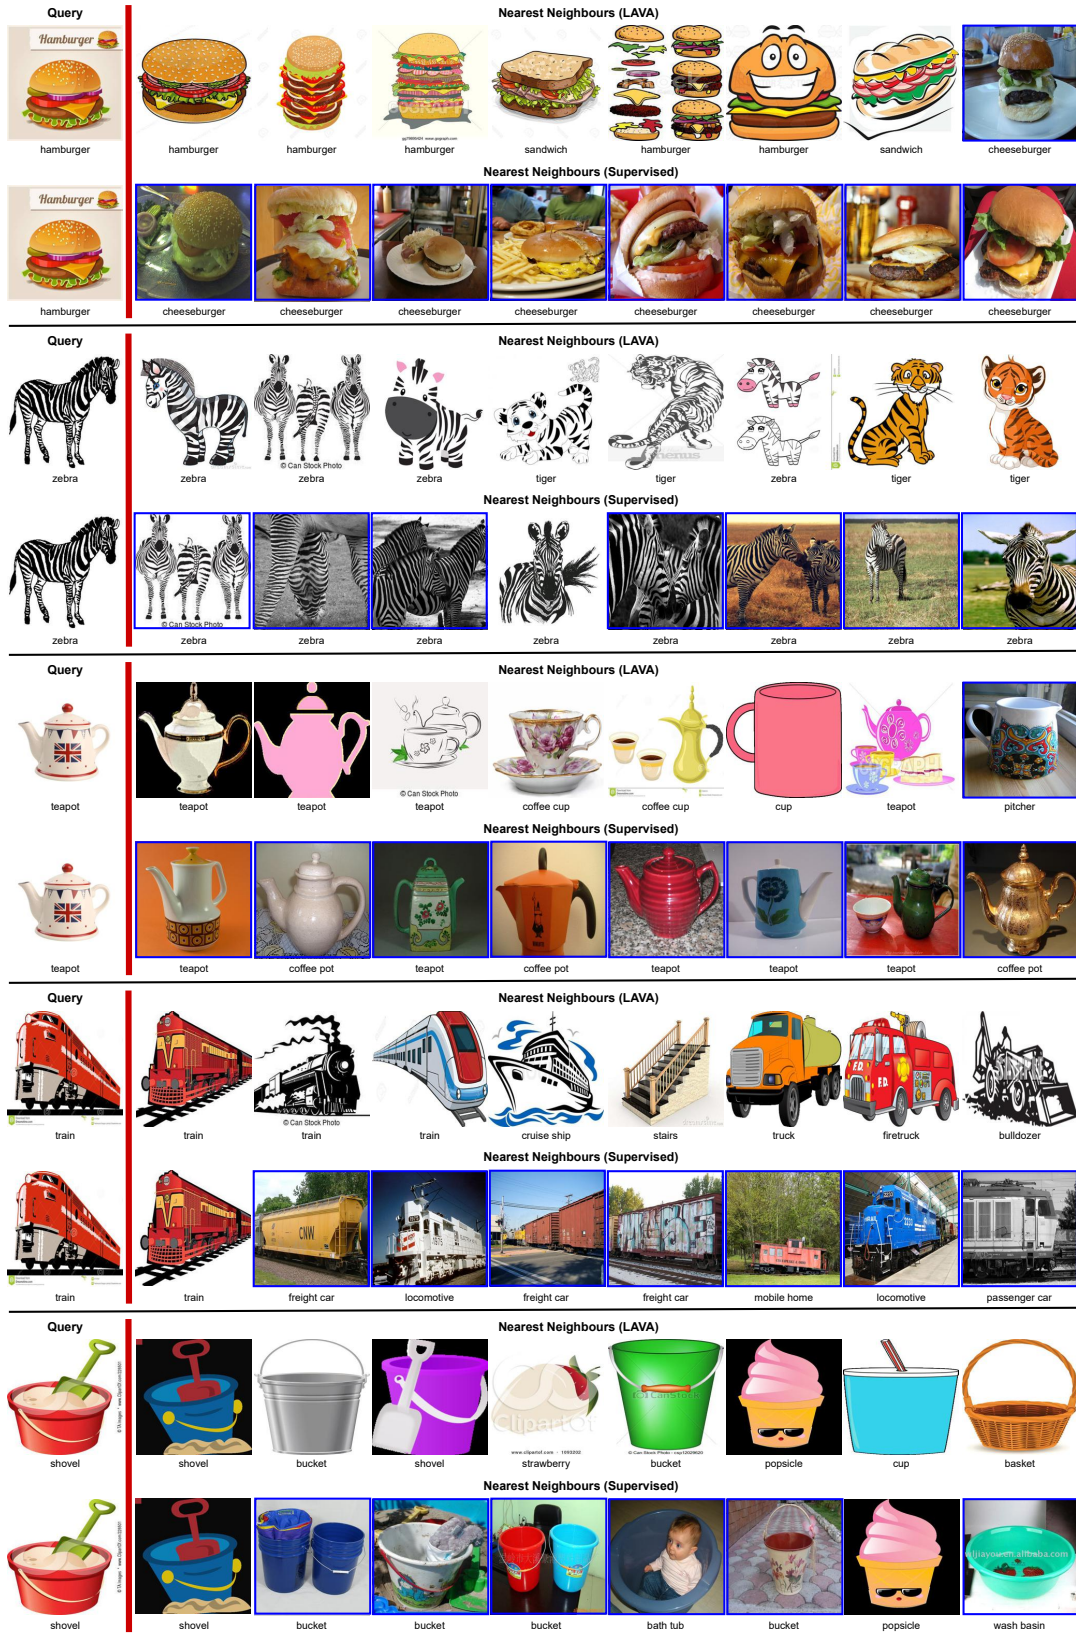 Query
Nearest Neighbours (LAVA)
Hamburger
hamburger hamburger hamburger hamburger sandwich hamburger hamburger sandwich cheeseburger
Nearest Neighbours (Supervised)
Hamburger
hamburger cheeseburger cheeseburger cheeseburger cheeseburger cheeseburger cheeseburger cheeseburger cheeseburger
Query
Nearest Neighbours (LAVA)
© Can Stock Photo
zebra zebra zebra zebra tiger tiger zebra tiger tiger
Nearest Neighbours (Supervised)
© Can Stock Photo
zebra zebra zebra zebra zebra zebra zebra zebra zebra
Query
Nearest Neighbours (LAVA)
© Can Stock Photo
teapot teapot teapot teapot coffee cup coffee cup cup teapot pitcher
Nearest Neighbours (Supervised)
teapot teapot coffee pot teapot coffee pot teapot teapot teapot coffee pot
Query
Nearest Neighbours (LAVA)
F.D. F.D.
© Can Stock Photo
train train train train cruise ship stairs truck firetruck bulldozer
Nearest Neighbours (Supervised)
CNW
train train freight car locomotive freight car freight car mobile home locomotive passenger car
Query
Nearest Neighbours (LAVA)
CanStock
ClipartOf
www.clipartof.com · 1093202
shovel shovel bucket shovel strawberry bucket popsicle cup basket
Nearest Neighbours (Supervised)
shovel shovel bucket bucket bucket bath tub bucket popsicle wash basin